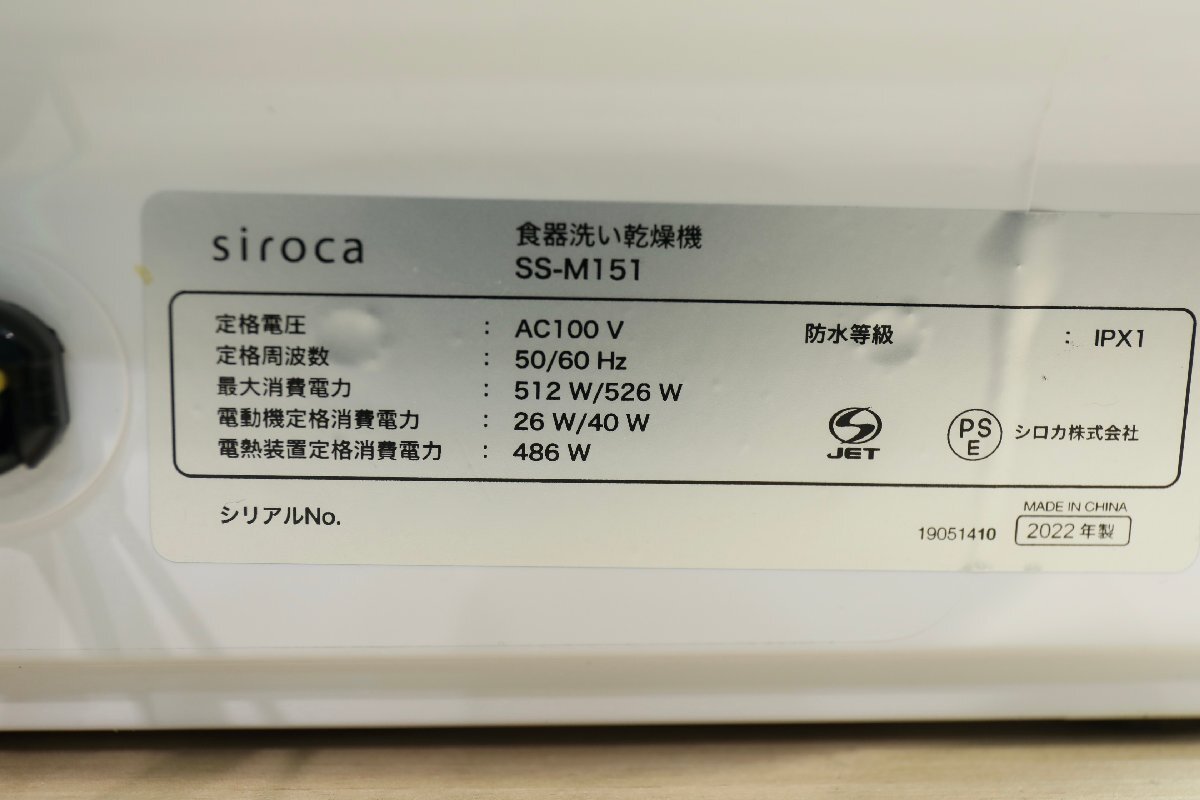 siroca
食器洗い乾燥機
SS-M151
定格電圧 : AC100 V
定格周波数 : 50/60 Hz
最大消費電力 : 512 W/526 W
電動機定格消費電力 : 26 W/40 W
電熱装置定格消費電力 : 486 W
防水等級 : IPX1
JET
PS
E
シロカ株式会社
シリアルNo.
MADE IN CHINA
19051410
2022 年製